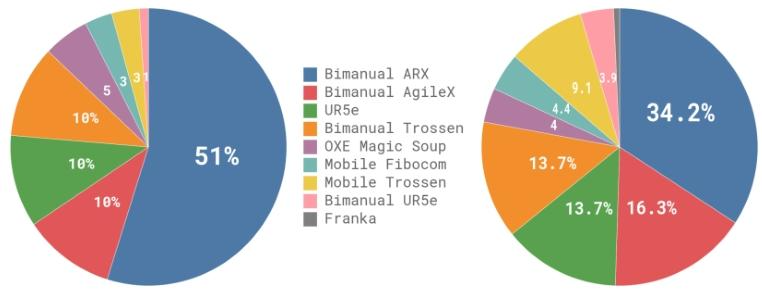 51%
10%
10%
10%
5
3
3
1
Bimanual ARX
Bimanual AgileX
UR5e
Bimanual Trossen
OXE Magic Soup
Mobile Fibocom
Mobile Trossen
Bimanual UR5e
Franka
34.2%
16.3%
13.7%
13.7%
4
4.4
9.1
3.9